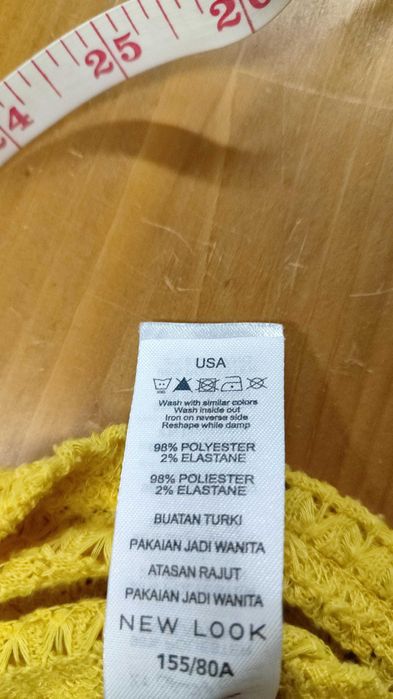 24 25 26
USA
Wash with similar colors
Wash inside out
Iron on reverse side
Reshape while damp
98% POLYESTER
2% ELASTANE
98% POLIESTER
2% ELASTANE
BUATAN TURKI
PAKAIAN JADI WANITA
ATASAN RAJUT
PAKAIAN JADI WANITA
NEW LOOK
155/80A